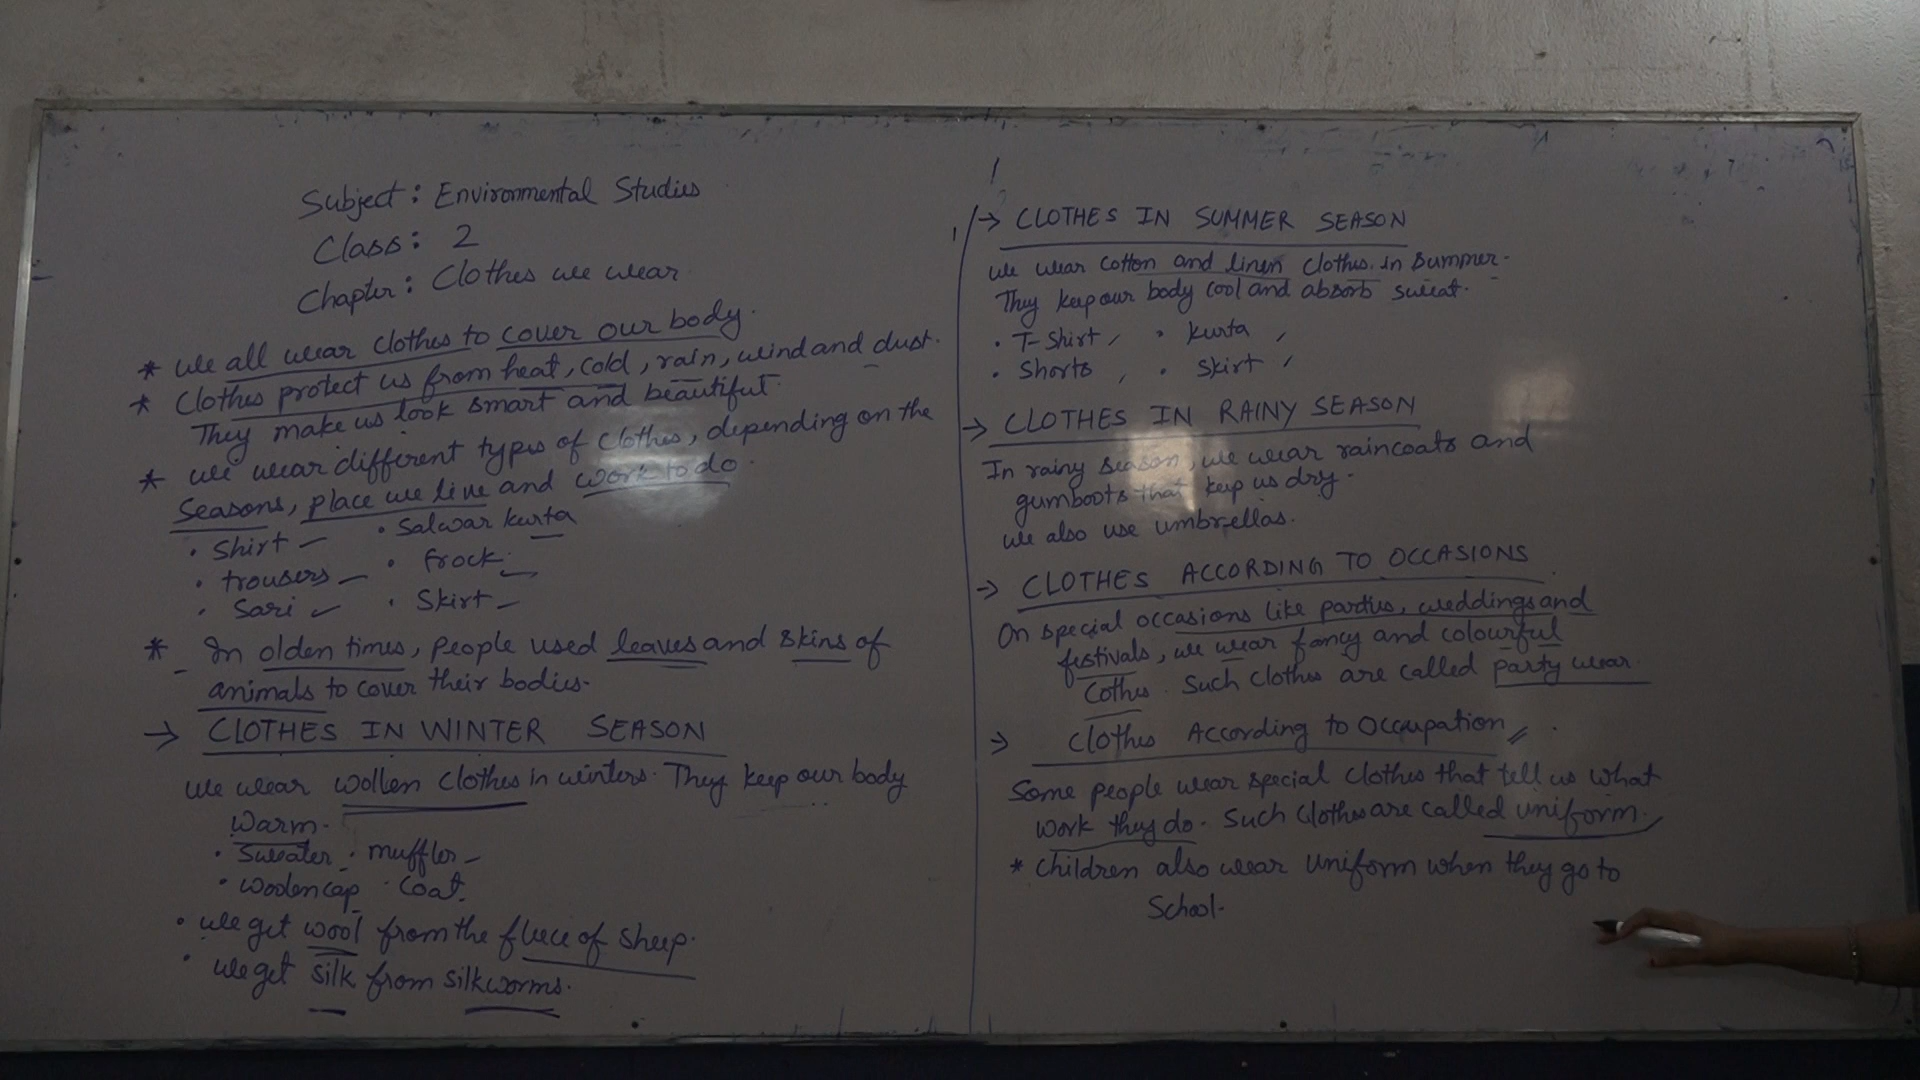 Subject: Environmental Studies
Class: 2
Chapter: Clothes we wear
* We all wear clothes to cover our body.
* Clothes protect us from heat, cold, rain, wind and dust.
They make us look smart and beautiful.
* We wear different types of clothes, depending on the
seasons, place we live and work to do.
• Shirt • Salwar kurta
• trousers • frock
• Sari • Skirt
* In olden times, people used leaves and skins of
animals to cover their bodies.
→ CLOTHES IN WINTER SEASON
We wear wollen clothes in winters. They keep our body
warm.
• Sweater • muffler
• woolen cap • coat
• We get wool from the fleece of sheep.
• We get silk from silkworms.
→ CLOTHES IN SUMMER SEASON
We wear cotton and linen clothes in summer.
They keep our body cool and absorb sweat.
• T-Shirt, • kurta,
• Shorts, • Skirt,
→ CLOTHES IN RAINY SEASON
In rainy season, we wear raincoats and
gumboots that keep us dry.
We also use umbrellas.
→ CLOTHES ACCORDING TO OCCASIONS
On special occasions like parties, weddings and
festivals, we wear fancy and colourful
cothes. Such clothes are called party wear.
→ Clothes According to Occupation
Some people wear special clothes that tell us what
work they do. Such clothes are called uniform.
* Children also wear uniform when they go to
School.